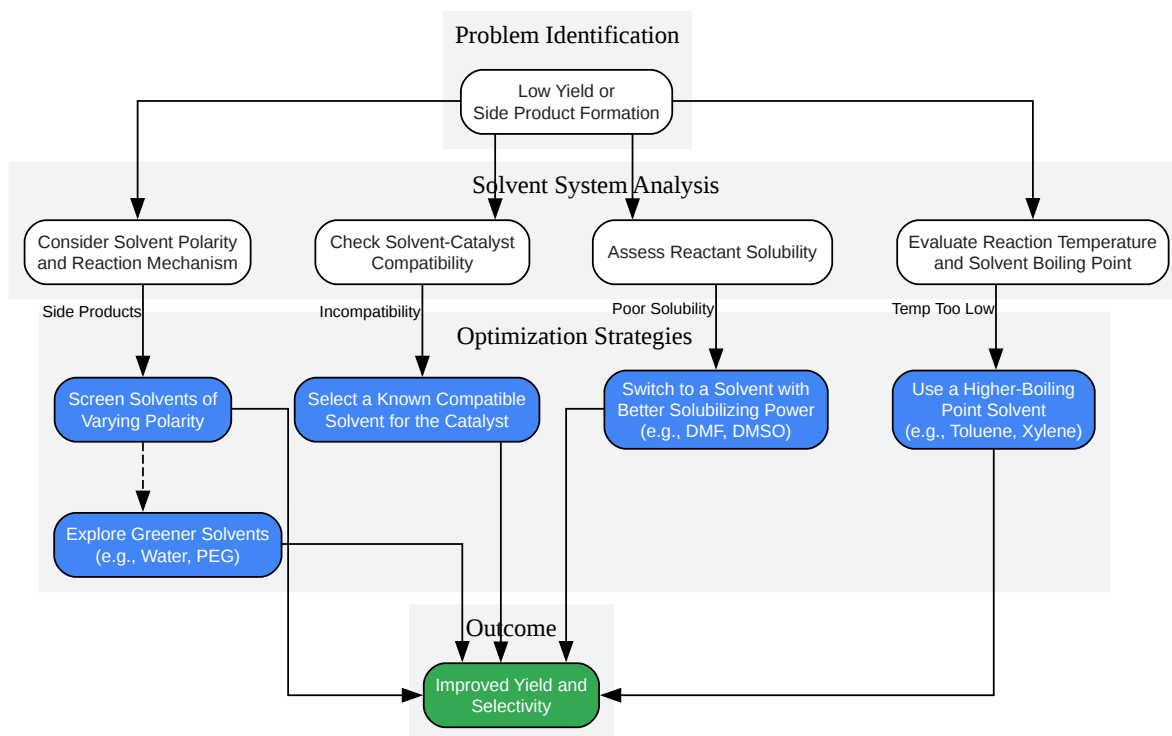 Problem Identification
Low Yield or
Side Product Formation
Solvent System Analysis
Consider Solvent Polarity
and Reaction Mechanism
Check Solvent-Catalyst
Compatibility
Assess Reactant Solubility
Evaluate Reaction Temperature
and Solvent Boiling Point
Side Products
Incompatibility
Poor Solubility
Temp Too Low
Optimization Strategies
Screen Solvents of
Varying Polarity
Select a Known Compatible
Solvent for the Catalyst
Switch to a Solvent with
Better Solubilizing Power
(e.g., DMF, DMSO)
Use a Higher-Boiling
Point Solvent
(e.g., Toluene, Xylene)
Explore Greener Solvents
(e.g., Water, PEG)
Outcome
Improved Yield and
Selectivity